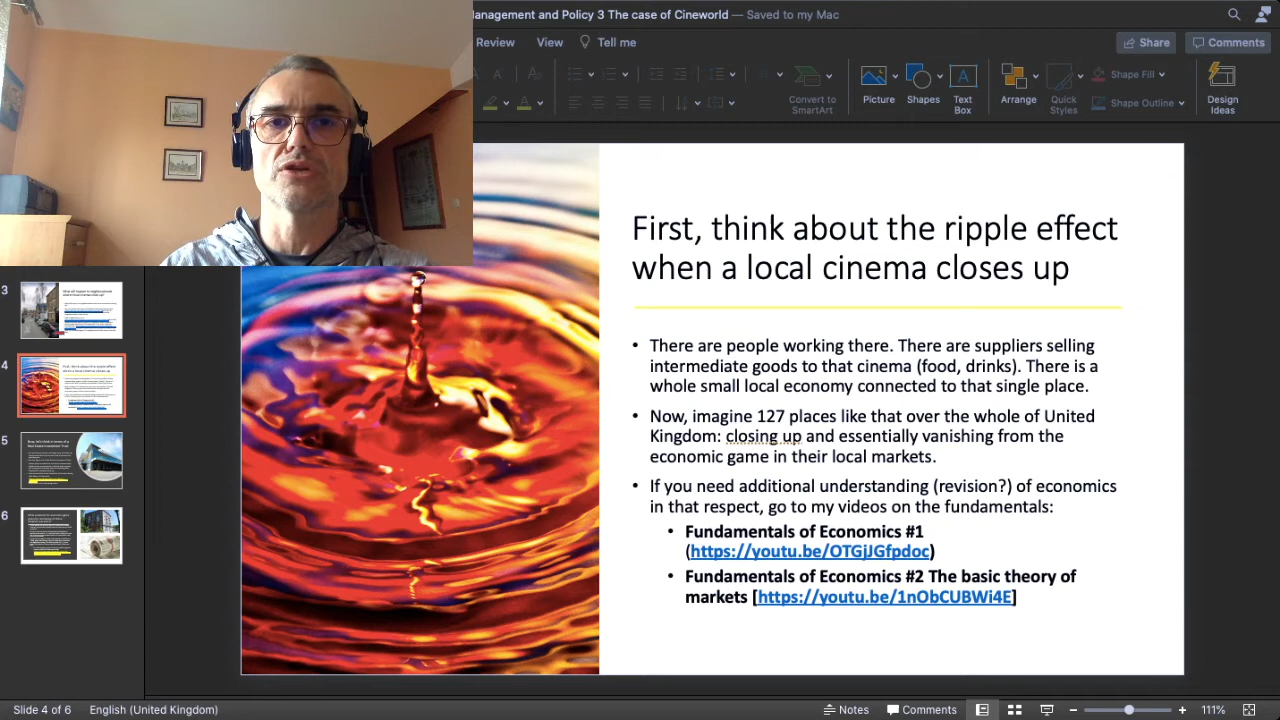 Management and Policy 3 The case of Cineworld — Saved to my Mac
Review View Tell me Share Comments
Convert to SmartArt
Picture
Shapes
Text Box
Arrange
Quick Styles
Shape Fill
Shape Outline
Design Ideas
3
4
5
6
First, think about the ripple effect
when a local cinema closes up
• There are people working there. There are suppliers selling
intermediate goods to that cinema (food, drinks). There is a
whole small local economy connected to that single place.
• Now, imagine 127 places like that over the whole of United
Kingdom: closing up and essentially vanishing from the
economic game in their local markets.
• If you need additional understanding (revision?) of economics
in that respect, go to my videos on the fundamentals:
• Fundamentals of Economics #1
(https://youtu.be/OTGjJGfpdoc)
• Fundamentals of Economics #2 The basic theory of
markets [https://youtu.be/1nObCUBWi4E]
Slide 4 of 6 English (United Kingdom) Notes Comments 111%